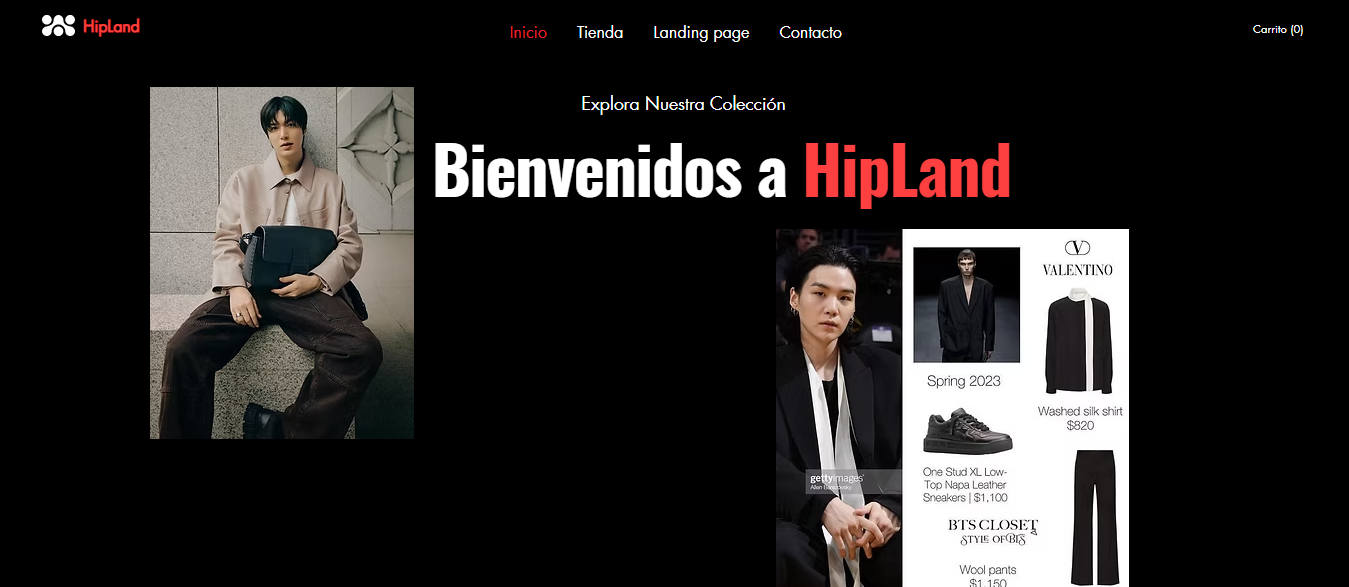 HipLand
Inicio
Tienda
Landing page
Contacto
Carrito (0)
Explora Nuestra Colección
Bienvenidos a HipLand
V
VALENTINO
Spring 2023
Washed silk shirt
$820
One Stud XL Low-
Top Napa Leather
Sneakers | $1,100
gettyimages
BTS CLOSET
STYLE OF BTS
Wool pants
$1,150